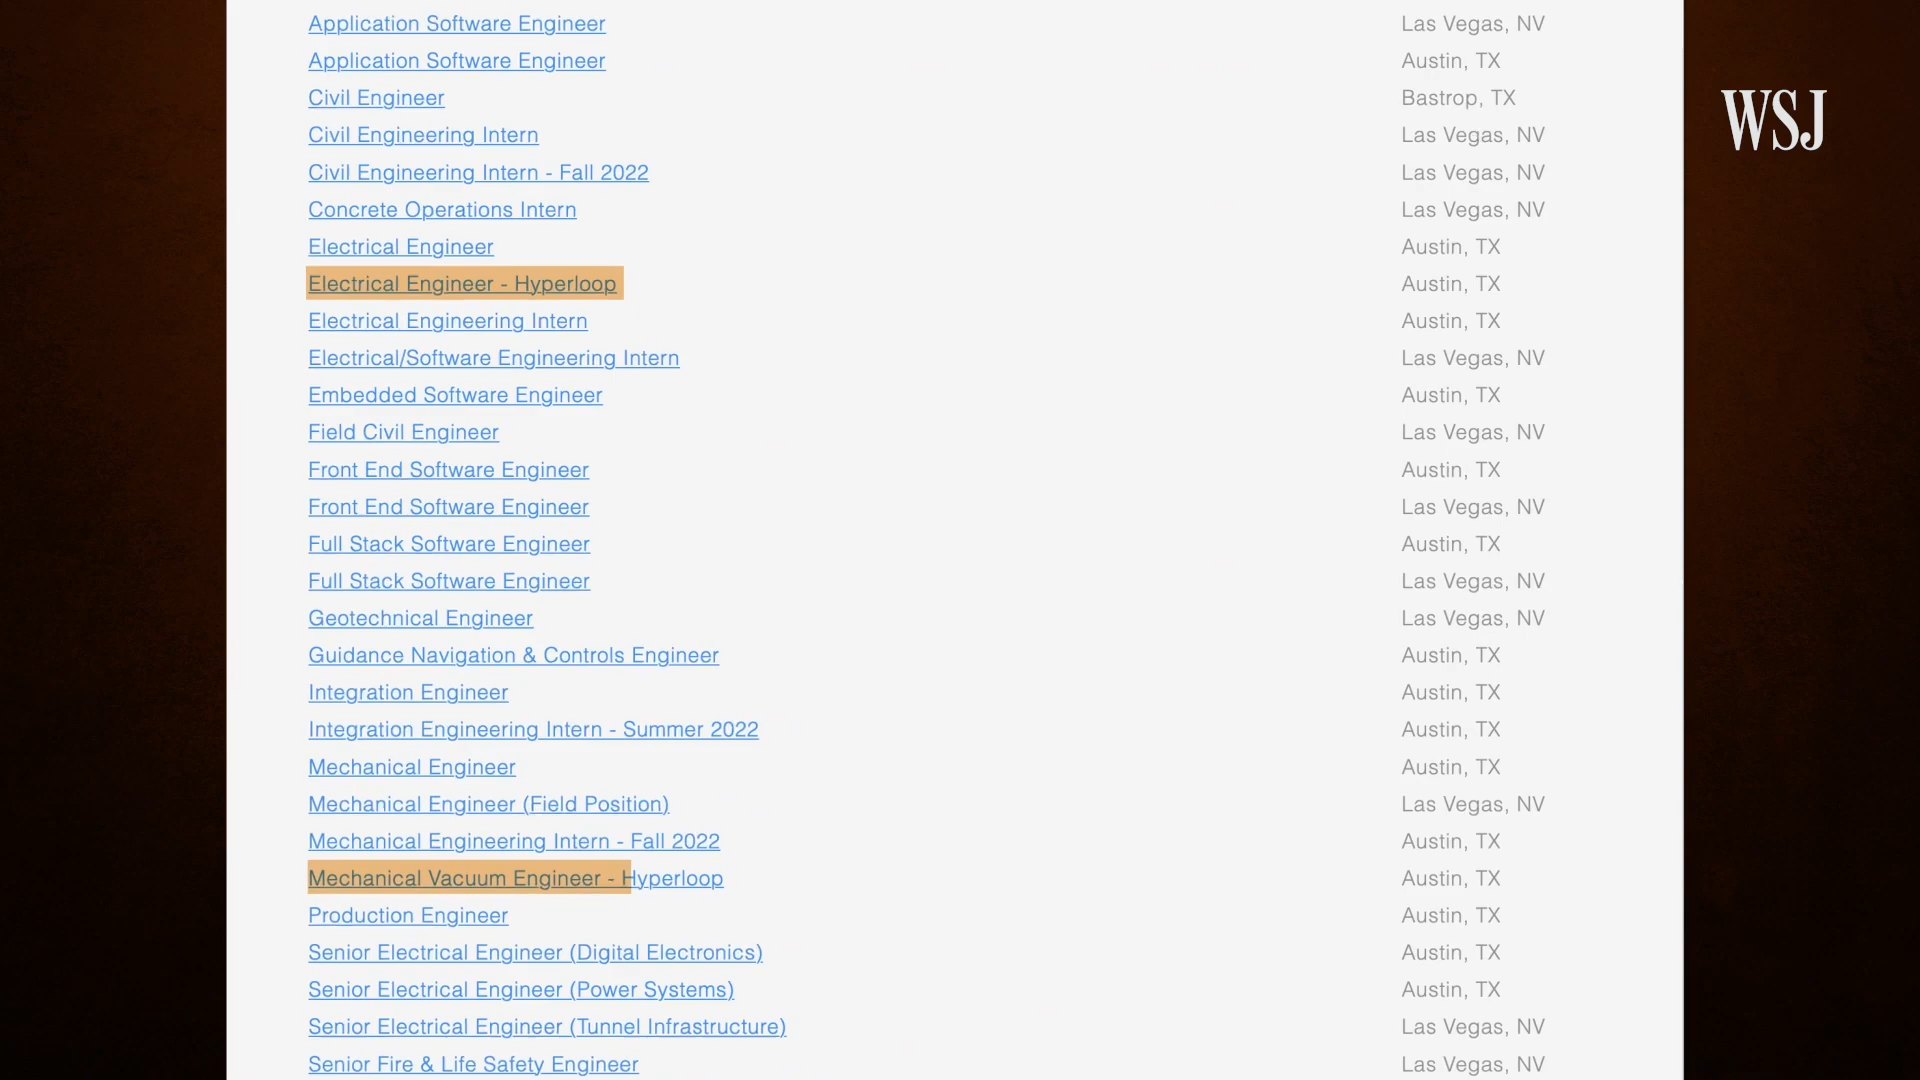 Application Software Engineer Las Vegas, NV
Application Software Engineer Austin, TX
Civil Engineer Bastrop, TX
WSJ
Civil Engineering Intern Las Vegas, NV
Civil Engineering Intern - Fall 2022 Las Vegas, NV
Concrete Operations Intern Las Vegas, NV
Electrical Engineer Austin, TX
Electrical Engineer - Hyperloop Austin, TX
Electrical Engineering Intern Austin, TX
Electrical/Software Engineering Intern Las Vegas, NV
Embedded Software Engineer Austin, TX
Field Civil Engineer Las Vegas, NV
Front End Software Engineer Austin, TX
Front End Software Engineer Las Vegas, NV
Full Stack Software Engineer Austin, TX
Full Stack Software Engineer Las Vegas, NV
Geotechnical Engineer Las Vegas, NV
Guidance Navigation & Controls Engineer Austin, TX
Integration Engineer Austin, TX
Integration Engineering Intern - Summer 2022 Austin, TX
Mechanical Engineer Austin, TX
Mechanical Engineer (Field Position) Las Vegas, NV
Mechanical Engineering Intern - Fall 2022 Austin, TX
Mechanical Vacuum Engineer - Hyperloop Austin, TX
Production Engineer Austin, TX
Senior Electrical Engineer (Digital Electronics) Austin, TX
Senior Electrical Engineer (Power Systems) Austin, TX
Senior Electrical Engineer (Tunnel Infrastructure) Las Vegas, NV
Senior Fire & Life Safety Engineer Las Vegas, NV